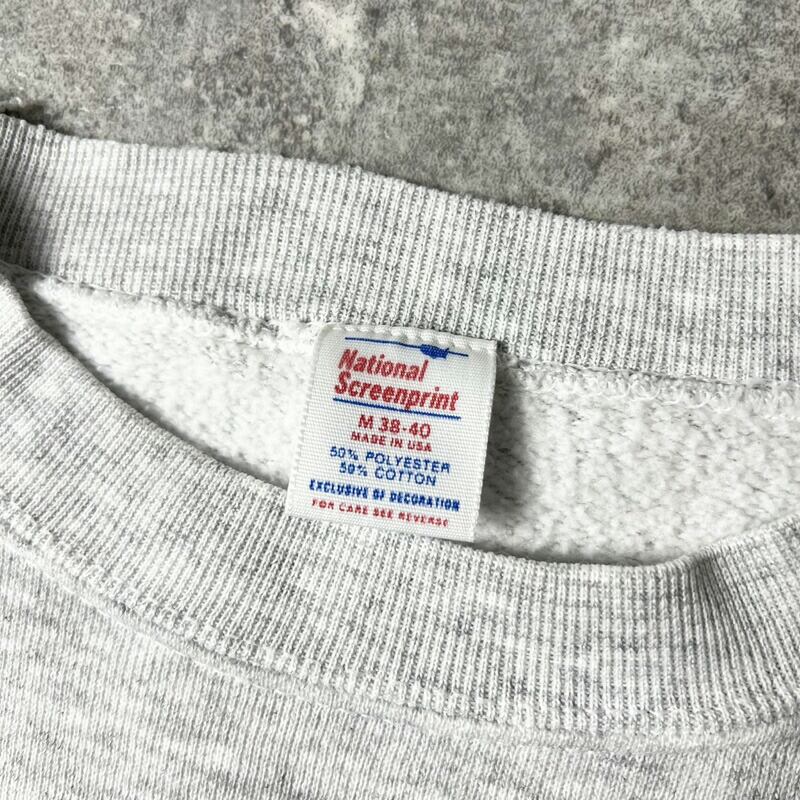 National
Screenprint
M 38-40
MADE IN USA
50% POLYESTER
50% COTTON
EXCLUSIVE OF DECORATION
FOR CARE SEE REVERSE